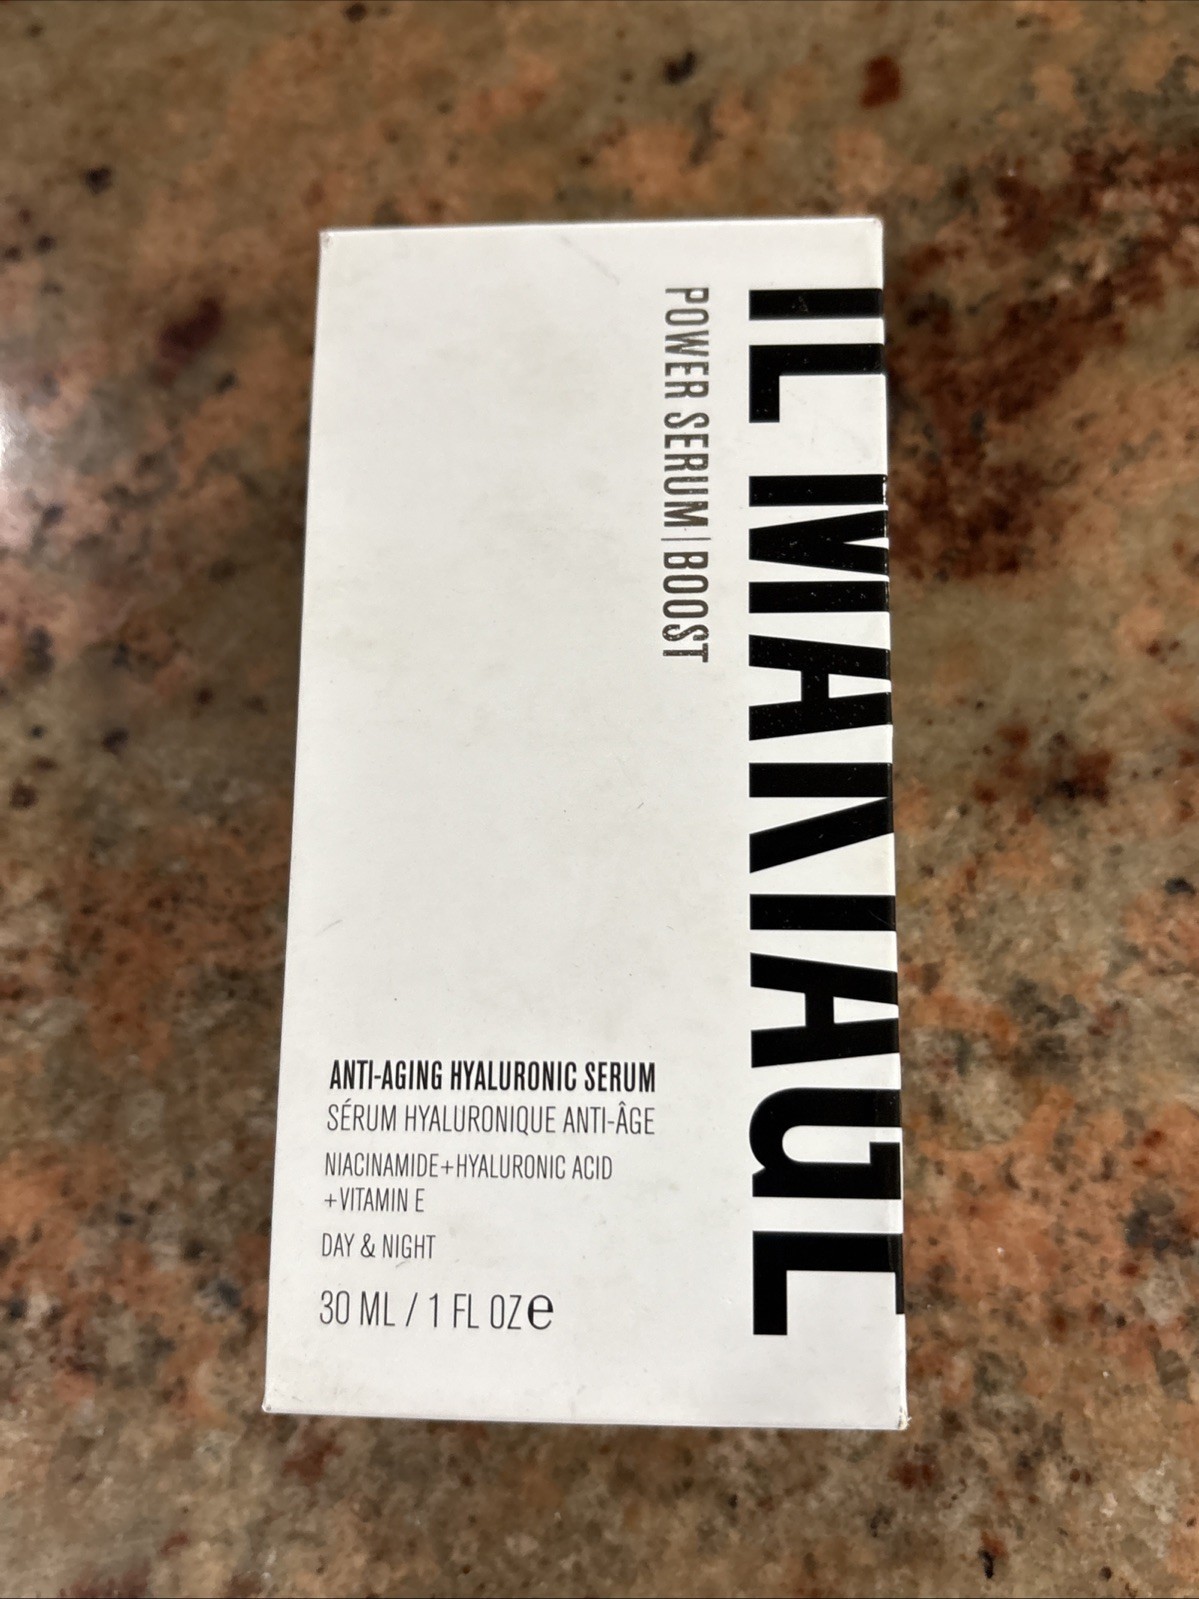 IL MAKIAGE
POWER SERUM | BOOST
ANTI-AGING HYALURONIC SERUM
SÉRUM HYALURONIQUE ANTI-ÂGE
NIACINAMIDE+HYALURONIC ACID
+VITAMIN E
DAY & NIGHT
30 ML / 1 FL OZ e